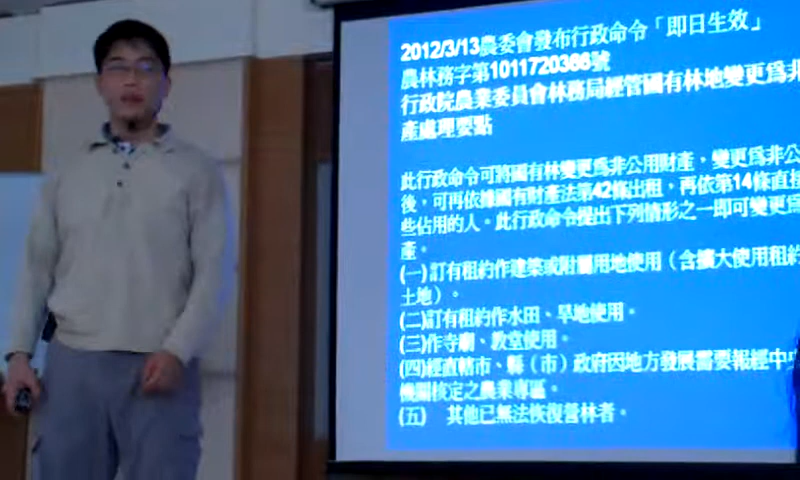 2012/3/13農委會發布行政命令「即日生效」
農林務字第1011720366號
行政院農業委員會林務局經管國有林地變更為非
產處理要點
此行政命令可將國有林變更為非公用財產，變更為非公
後，可再依據國有財產法第42條出租，再依第14條直接
些佔用的人。此行政命令提出下列情形之一即可變更為
產。
(一) 訂有租約作建築或附屬用地使用（含擴大使用租約
土地）。
(二)訂有租約作水田、旱地使用。
(三)作寺廟、教堂使用。
(四)經直轄市、縣（市）政府因地方發展需要報經中央
機關核定之農業專區。
(五) 其他已無法恢復營林者。